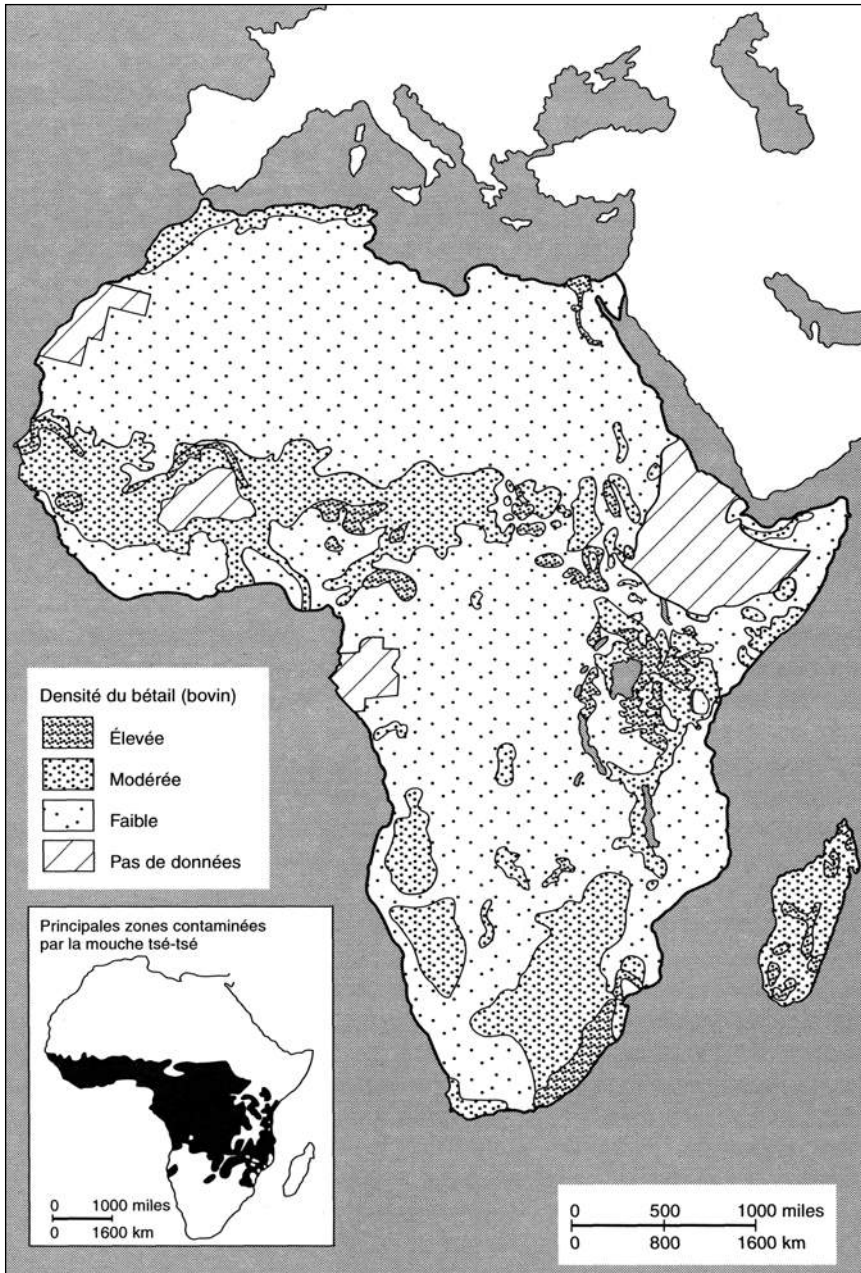 Densité du bétail (bovin)
Élevée
Modérée
Faible
Pas de données
Principales zones contaminées
par la mouche tsé-tsé
0 1000 miles
0 1600 km
0 500 1000 miles
0 800 1600 km